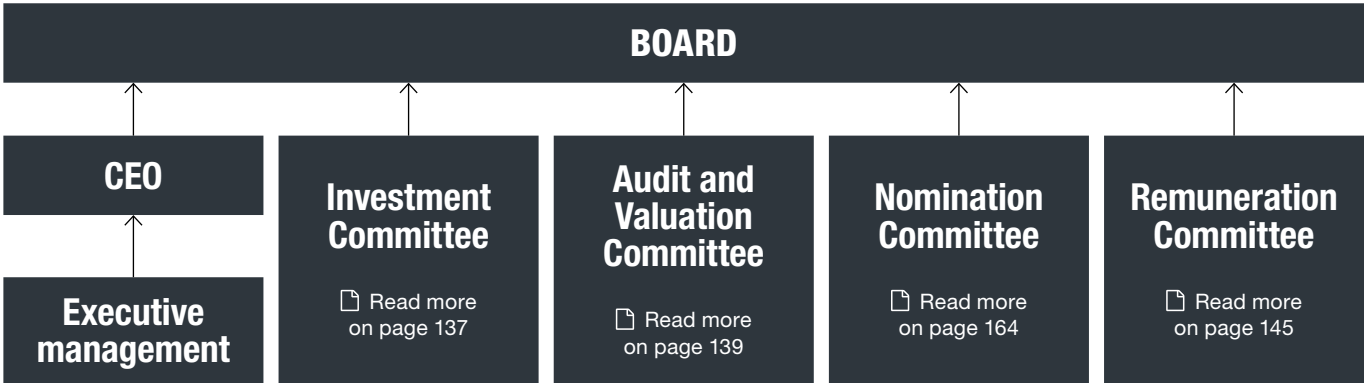 BOARD
CEO
Executive
management
Investment
Committee
Read more
on page 137
Audit and
Valuation
Committee
Read more
on page 139
Nomination
Committee
Read more
on page 164
Remuneration
Committee
Read more
on page 145